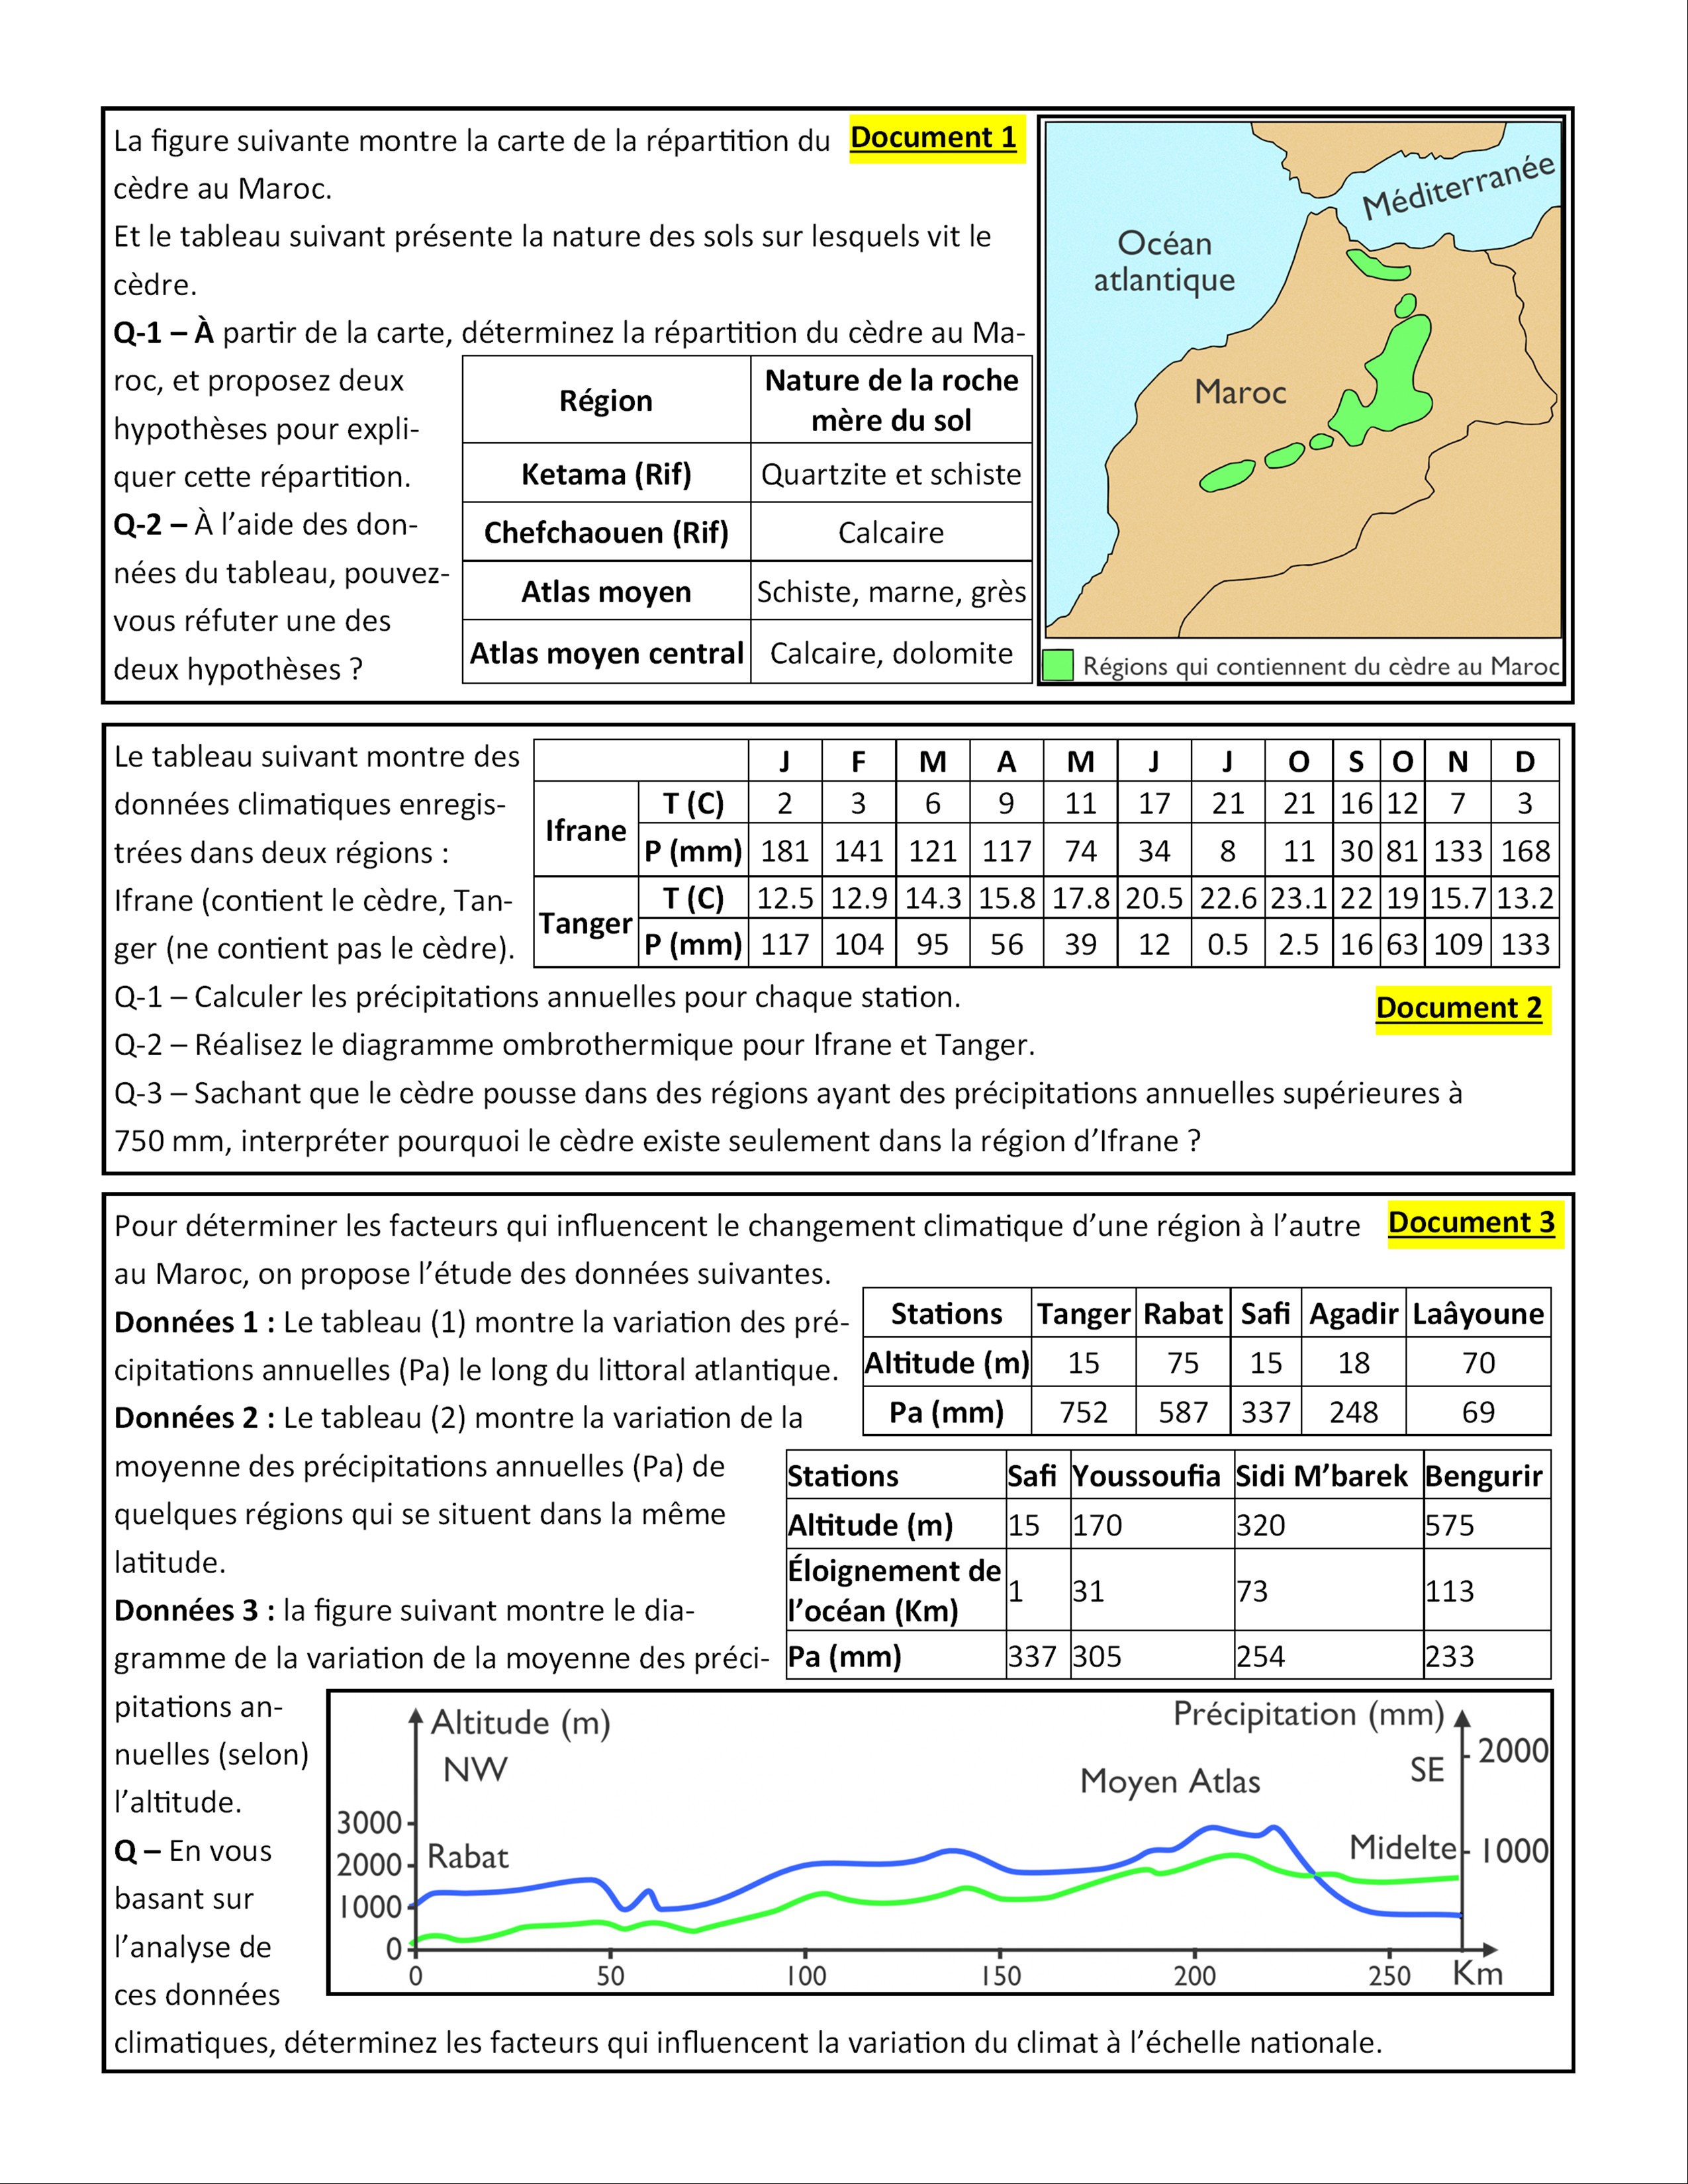 La figure suivante montre la carte de la répartition du
Document 1
cèdre au Maroc.
Et le tableau suivant présente la nature des sols sur lesquels vit le
cèdre.
Q-1 – À partir de la carte, déterminez la répartition du cèdre au Ma-
roc, et proposez deux
hypothèses pour expli-
quer cette répartition.
Q-2 – À l’aide des don-
nées du tableau, pouvez-
vous réfuter une des
deux hypothèses ?
Région Nature de la roche
mère du sol
Ketama (Rif) Quartzite et schiste
Chefchaouen (Rif) Calcaire
Atlas moyen Schiste, marne, grès
Atlas moyen central Calcaire, dolomite
Méditerranée
Océan
atlantique
Maroc
Régions qui contiennent du cèdre au Maroc
Le tableau suivant montre des
données climatiques enregis-
trées dans deux régions :
Ifrane (contient le cèdre, Tan-
ger (ne contient pas le cèdre).
J F M A M J J O S O N D
Ifrane
T (C) 2 3 6 9 11 17 21 21 16 12 7 3
P (mm) 181 141 121 117 74 34 8 11 30 81 133 168
Tanger
T (C) 12.5 12.9 14.3 15.8 17.8 20.5 22.6 23.1 22 19 15.7 13.2
P (mm) 117 104 95 56 39 12 0.5 2.5 16 63 109 133
Q-1 – Calculer les précipitations annuelles pour chaque station.
Document 2
Q-2 – Réalisez le diagramme ombrothermique pour Ifrane et Tanger.
Q-3 – Sachant que le cèdre pousse dans des régions ayant des précipitations annuelles supérieures à
750 mm, interpréter pourquoi le cèdre existe seulement dans la région d’Ifrane ?
Pour déterminer les facteurs qui influencent le changement climatique d’une région à l’autre
Document 3
au Maroc, on propose l’étude des données suivantes.
Données 1 : Le tableau (1) montre la variation des pré-
cipitations annuelles (Pa) le long du littoral atlantique.
Stations Tanger Rabat Safi Agadir Laâyoune
Altitude (m) 15 75 15 18 70
Pa (mm) 752 587 337 248 69
Données 2 : Le tableau (2) montre la variation de la
moyenne des précipitations annuelles (Pa) de
quelques régions qui se situent dans la même
latitude.
Stations Safi Youssoufia Sidi M’barek Bengurir
Altitude (m) 15 170 320 575
Éloignement de
l’océan (Km) 1 31 73 113
Pa (mm) 337 305 254 233
Données 3 : la figure suivant montre le dia-
gramme de la variation de la moyenne des préci-
pitations an-
nuelles (selon)
l’altitude.
Q – En vous
basant sur
l’analyse de
ces données
Altitude (m)
Précipitation (mm)
NW
SE
2000
Moyen Atlas
3000
Rabat
Midelte
1000
2000
1000
0
0 50 100 150 200 250 Km
climatiques, déterminez les facteurs qui influencent la variation du climat à l’échelle nationale.